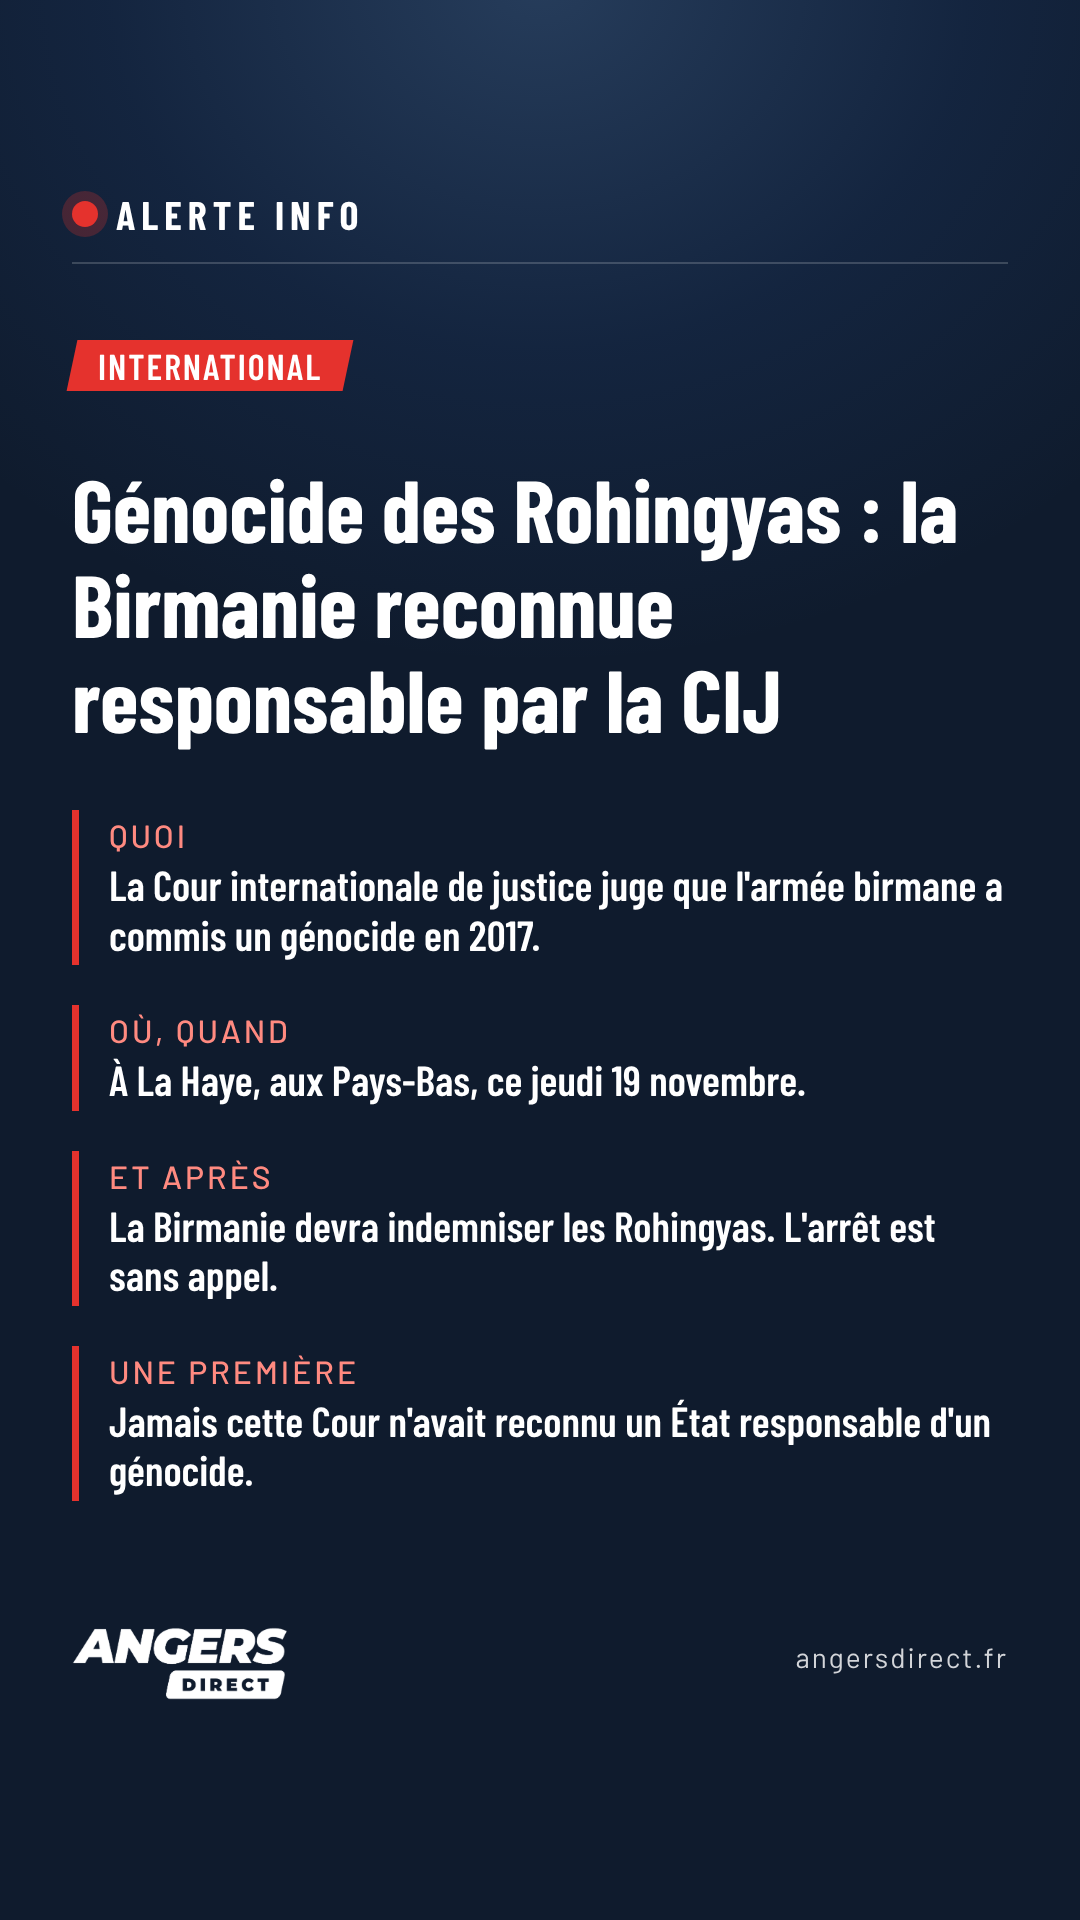 ALERTE INFO
INTERNATIONAL
Génocide des Rohingyas : la
Birmanie reconnue
responsable par la CIJ
QUOI
La Cour internationale de justice juge que l'armée birmane a
commis un génocide en 2017.
OÙ, QUAND
À La Haye, aux Pays-Bas, ce jeudi 19 novembre.
ET APRÈS
La Birmanie devra indemniser les Rohingyas. L'arrêt est
sans appel.
UNE PREMIÈRE
Jamais cette Cour n'avait reconnu un État responsable d'un
génocide.
ANGERS
DIRECT
angersdirect.fr